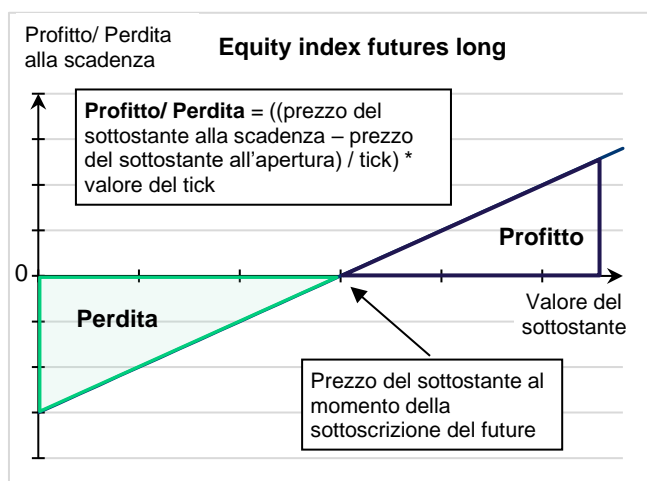 Profitto/ Perdita
alla scadenza
Equity index futures long
Profitto/ Perdita = ((prezzo del
sottostante alla scadenza – prezzo
del sottostante all'apertura) / tick) *
valore del tick
Profitto
0
Valore del
sottostante
Perdita
Prezzo del sottostante al
momento della
sottoscrizione del future